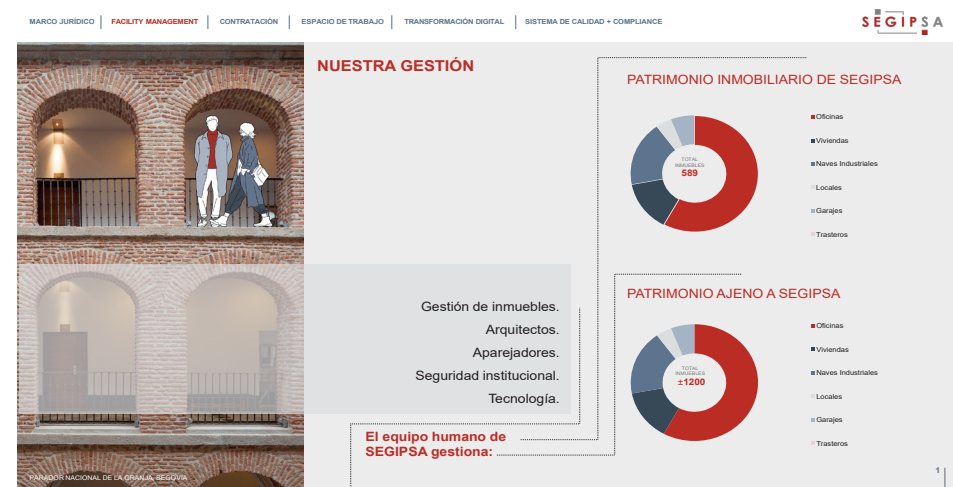 MARCO JURÍDICO
FACILITY MANAGEMENT
CONTRATACIÓN
ESPACIO DE TRABAJO
TRANSFORMACIÓN DIGITAL
SISTEMA DE CALIDAD + COMPLIANCE
SEGIPSA
NUESTRA GESTIÓN
Gestión de inmuebles.
Arquitectos.
Aparejadores.
Seguridad institucional.
Tecnología.
El equipo humano de
SEGIPSA gestiona:
PATRIMONIO INMOBILIARIO DE SEGIPSA
TOTAL
INMUEBLES
589
Oficinas
Viviendas
Naves Industriales
Locales
Garajes
Trasteros
PATRIMONIO AJENO A SEGIPSA
TOTAL
INMUEBLES
±1200
Oficinas
Viviendas
Naves Industriales
Locales
Garajes
Trasteros
PARADOR NACIONAL DE LA GRANJA, SEGOVIA
1